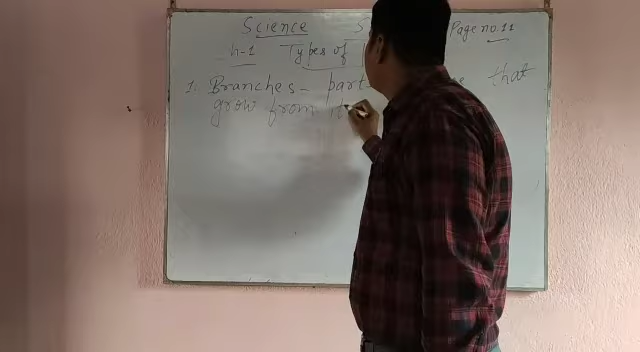 Science S Page no. 11
h-1 Types of
1. Branches - part that
grow from